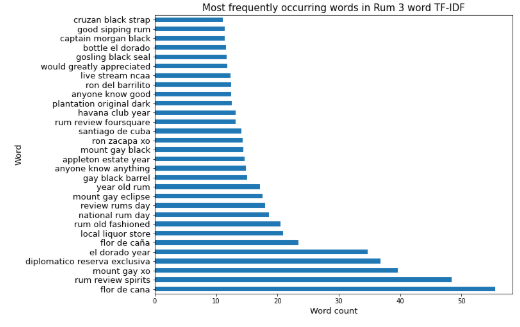 Most frequently occurring words in Rum 3 word TF-IDF
cruzan black strap
good sipping rum
captain morgan black
bottle el dorado
gosling black seal
would greatly appreciated
live stream ncaa
ron del barrilito
anyone know good
plantation original dark
havana club year
rum review foursquare
santiago de cuba
ron zacapa xo
mount gay black
appleton estate year
anyone know anything
gay black barrel
year old rum
mount gay eclipse
review rums day
national rum day
rum old fashioned
local liquor store
flor de caña
el dorado year
diplomatico reserva exclusiva
mount gay xo
rum review spirits
flor de cana
Word
0 10 20 30 40 50
Word count